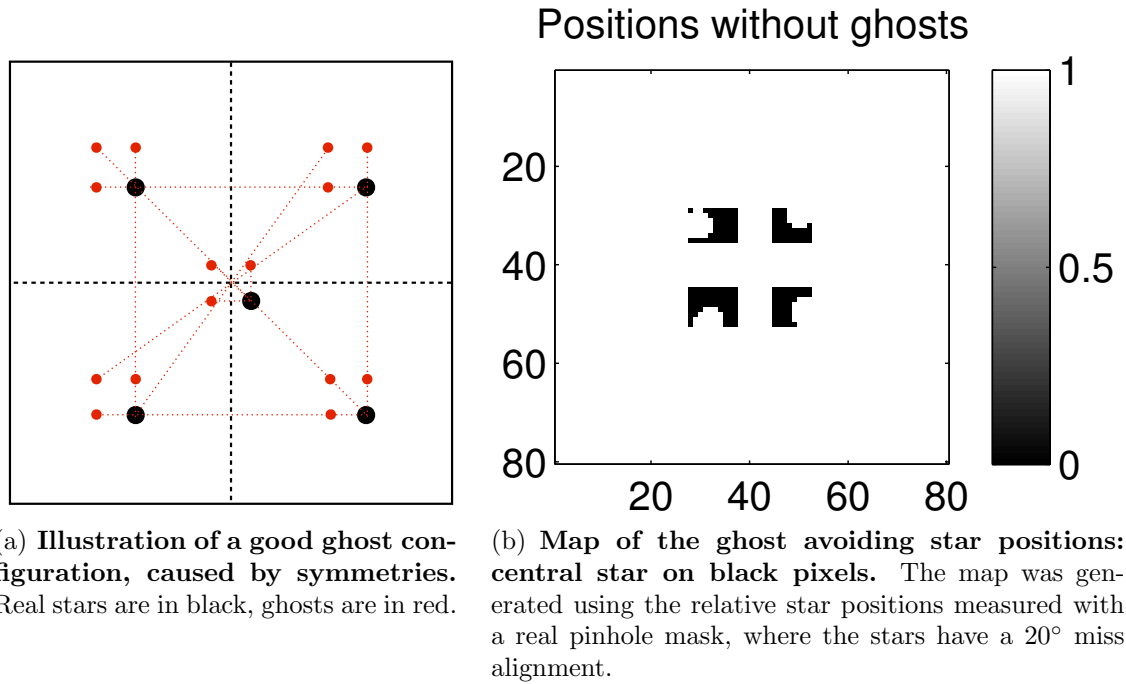 Positions without ghosts
20
40
60
80
20
40
60
80
1
0.5
0
a) Illustration of a good ghost con-
figuration, caused by symmetries.
Real stars are in black, ghosts are in red.
(b) Map of the ghost avoiding star positions:
central star on black pixels. The map was gen-
erated using the relative star positions measured with
a real pinhole mask, where the stars have a 20° miss
alignment.